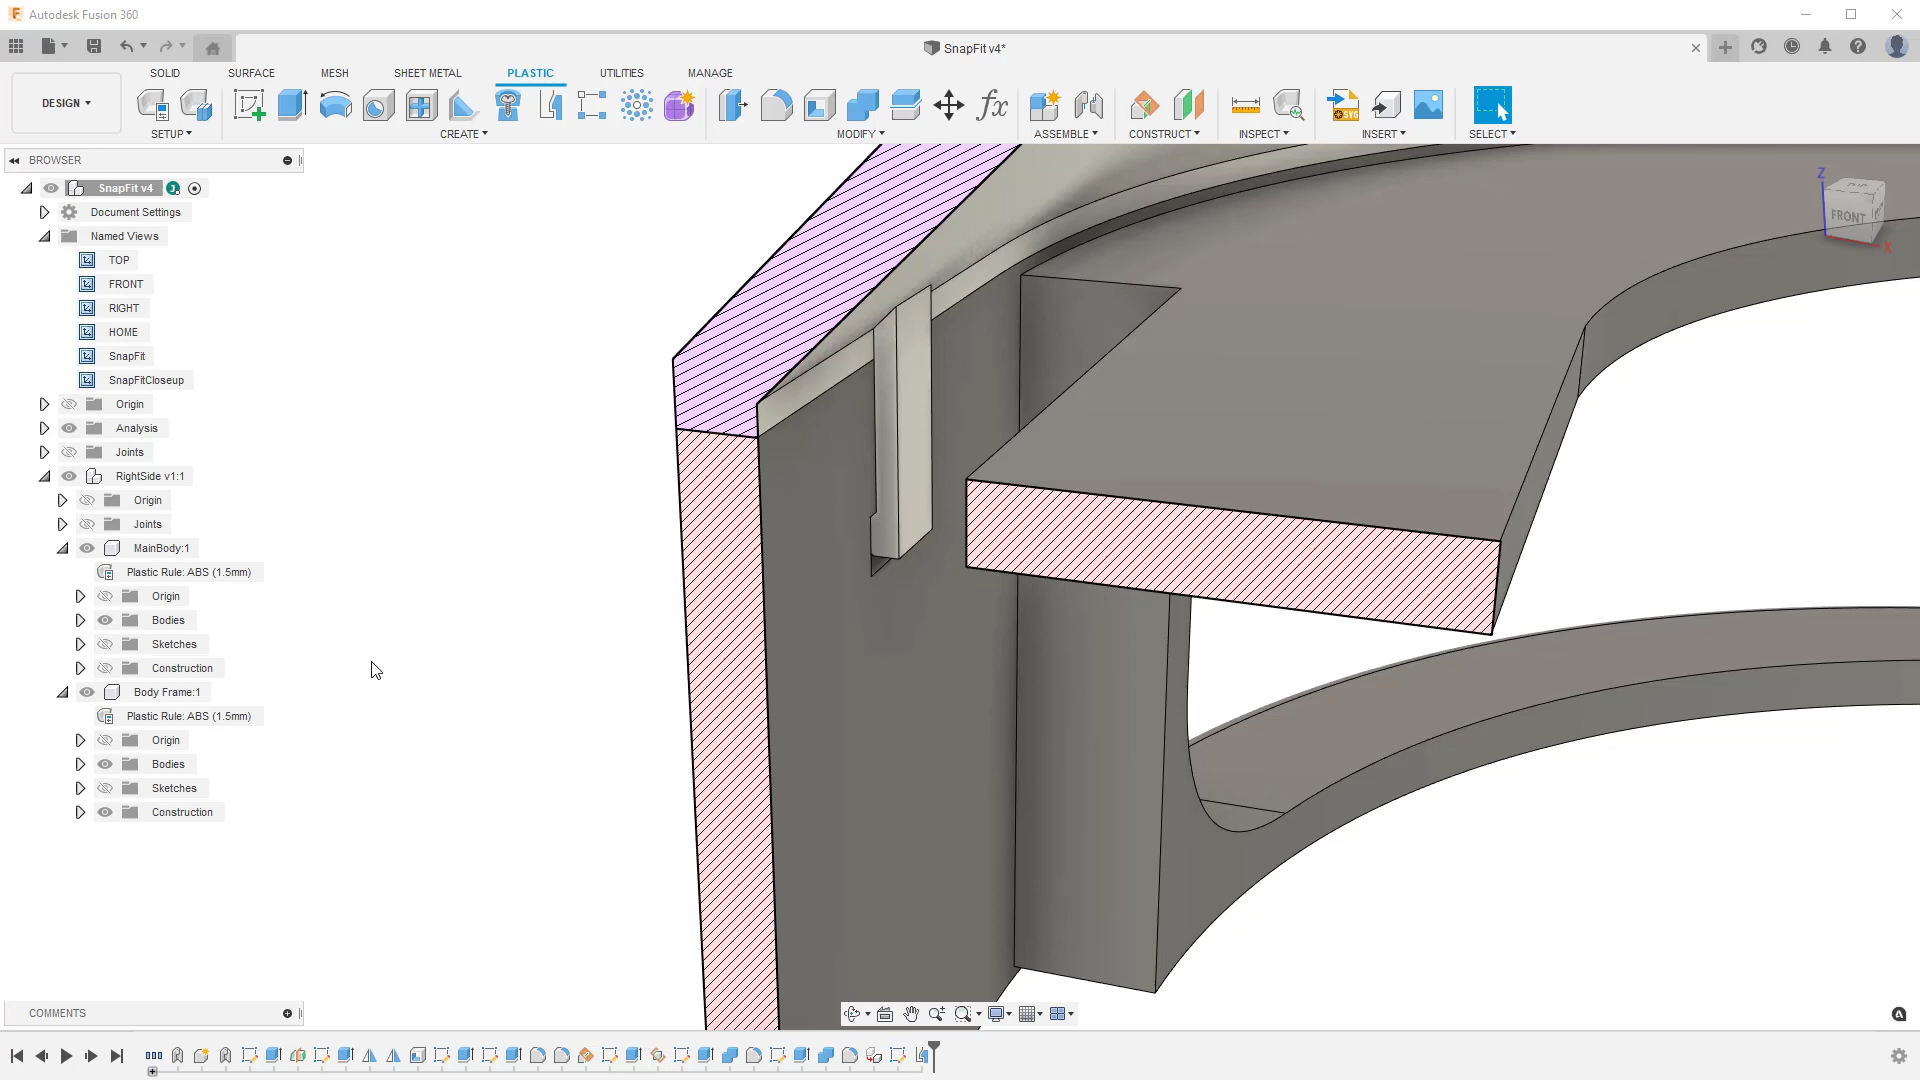 Autodesk Fusion 360
SnapFit v4*
DESIGN
SOLID
SURFACE
MESH
SHEET METAL
PLASTIC
UTILITIES
MANAGE
SETUP
CREATE
MODIFY
ASSEMBLE
CONSTRUCT
INSPECT
INSERT
SELECT
BROWSER
SnapFit v4
Document Settings
Named Views
TOP
FRONT
RIGHT
HOME
SnapFit
SnapFitCloseup
Origin
Analysis
Joints
RightSide v1:1
Origin
Joints
MainBody:1
Plastic Rule: ABS (1.5mm)
Origin
Bodies
Sketches
Construction
Body Frame:1
Plastic Rule: ABS (1.5mm)
Origin
Bodies
Sketches
Construction
Z
FRONT
X
COMMENTS